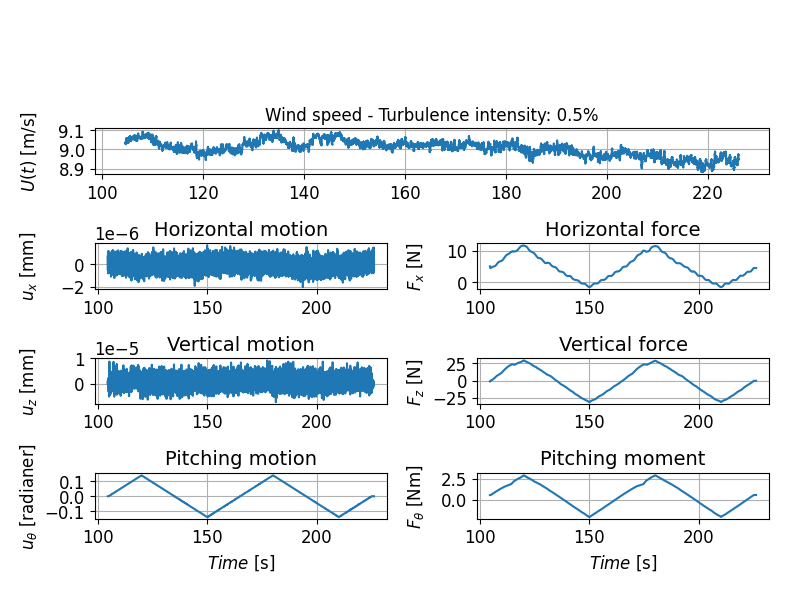 Wind speed - Turbulence intensity: 0.5%
U(t) [m/s]
9.1
9.0
8.9
100 120 140 160 180 200 220
1e−6 Horizontal motion
u_x [mm]
0
−2
100 150 200
Horizontal force
F_x [N]
10
0
100 150 200
1e−5 Vertical motion
u_z [mm]
1
0
100 150 200
Vertical force
F_z [N]
25
0
−25
100 150 200
Pitching motion
u_θ [radianer]
0.1
0.0
−0.1
100 150 200
Time [s]
Pitching moment
F_θ [Nm]
2.5
0.0
100 150 200
Time [s]